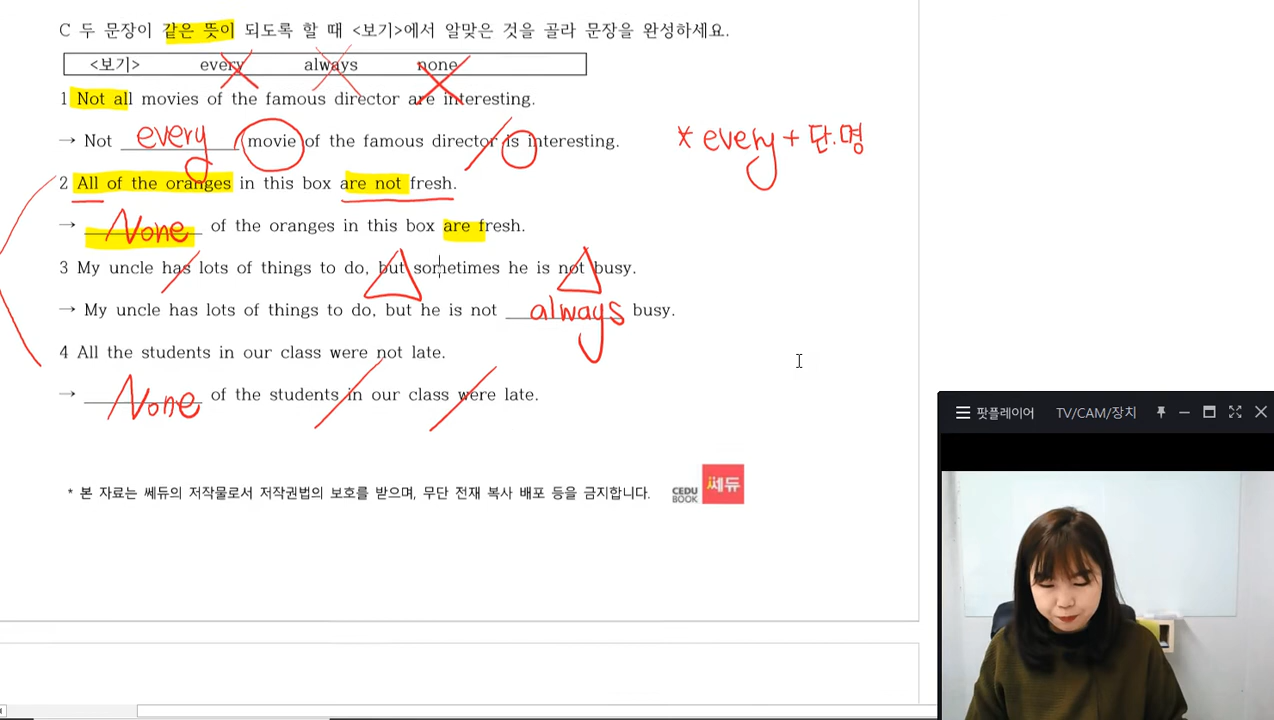 C 두 문장이 같은 뜻이 되도록 할 때 <보기>에서 알맞은 것을 골라 문장을 완성하세요.
<보기> every always none
1 Not all movies of the famous director are interesting.
→ Not every movie of the famous director is interesting.
* every + 단.명
2 All of the oranges in this box are not fresh.
→ None of the oranges in this box are fresh.
3 My uncle has lots of things to do, but sometimes he is not busy.
→ My uncle has lots of things to do, but he is not always busy.
4 All the students in our class were not late.
→ None of the students in our class were late.
팟플레이어 TV/CAM/장치
* 본 자료는 쎄듀의 저작물로서 저작권법의 보호를 받으며, 무단 전재 복사 배포 등을 금지합니다.
CEDU
BOOK
쎄듀